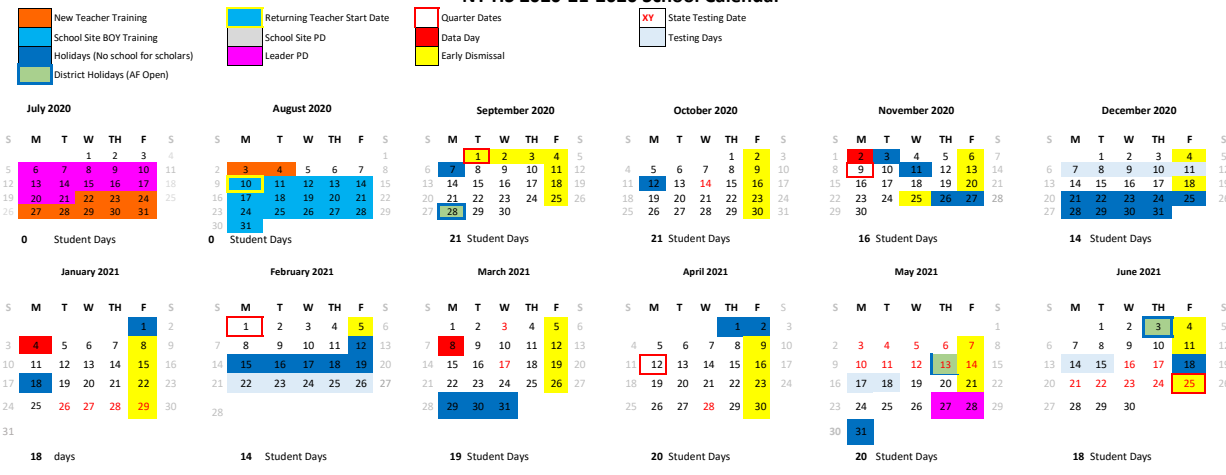 2020-21-2020 School Calendar
New Teacher Training Returning Teacher Start Date Quarter Dates XY State Testing Date
School Site BOY Training School Site PD Data Day Testing Days
Holidays (No school for scholars) Leader PD Early Dismissal
District Holidays (AF Open)
July 2020 August 2020 September 2020 October 2020 November 2020 December 2020
S M T W TH F S S M T W TH F S S M T W TH F S S M T W TH F S S M T W TH F S S M T W TH F S
1 2 3 4 1 1 2 3 4 5 1 2 3 1 2 3 4 5 6 7 1 2 3 4 5
5 6 7 8 9 10 11 2 3 4 5 6 7 8 6 7 8 9 10 11 12 4 5 6 7 8 9 10 8 9 10 11 12 13 14 6 7 8 9 10 11 12
12 13 14 15 16 17 18 9 10 11 12 13 14 15 13 14 15 16 17 18 19 11 12 13 14 15 16 17 15 16 17 18 19 20 21 13 14 15 16 17 18 19
19 20 21 22 23 24 25 16 17 18 19 20 21 22 20 21 22 23 24 25 26 18 19 20 21 22 23 24 22 23 24 25 26 27 28 20 21 22 23 24 25 26
26 27 28 29 30 31 23 24 25 26 27 28 29 27 28 29 30 25 26 27 28 29 30 31 29 30 27 28 29 30 31
30 31
0 Student Days 0 Student Days 21 Student Days 21 Student Days 16 Student Days 14 Student Days
January 2021 February 2021 March 2021 April 2021 May 2021 June 2021
S M T W TH F S S M T W TH F S S M T W TH F S S M T W TH F S S M T W TH F S S M T W TH F S
1 2 1 2 3 4 5 6 1 2 3 4 5 6 1 2 3 1 1 2 3 4 5
3 4 5 6 7 8 9 7 8 9 10 11 12 13 7 8 9 10 11 12 13 4 5 6 7 8 9 10 2 3 4 5 6 7 8 6 7 8 9 10 11 12
10 11 12 13 14 15 16 14 15 16 17 18 19 20 14 15 16 17 18 19 20 11 12 13 14 15 16 17 9 10 11 12 13 14 15 13 14 15 16 17 18 19
17 18 19 20 21 22 23 21 22 23 24 25 26 27 21 22 23 24 25 26 27 18 19 20 21 22 23 24 16 17 18 19 20 21 22 20 21 22 23 24 25 26
24 25 26 27 28 29 30 28 28 29 30 31 25 26 27 28 29 30 23 24 25 26 27 28 29 27 28 29 30
31 30 31
18 days 14 Student Days 19 Student Days 20 Student Days 20 Student Days 18 Student Days